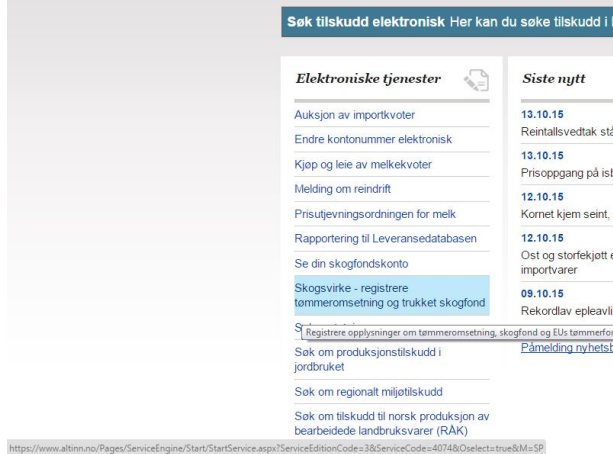 Søk tilskudd elektronisk Her kan du søke tilskudd i
Elektroniske tjenester
Auksjon av importkvoter
Endre kontonummer elektronisk
Kjøp og leie av melkekvoter
Melding om reindrift
Prisutjevningsordningen for melk
Rapportering til Leveransedatabasen
Se din skogfondskonto
Skogsvirke - registrere
tømmeromsetning og trukket skogfond
Registrere opplysninger om tømmeromsetning, skogfond og EUs tømmerfor
Søk om produksjonstilskudd i
jordbruket
Søk om regionalt miljøtilskudd
Søk om tilskudd til norsk produksjon av
bearbeidede landbruksvarer (RÅK)
Siste nytt
13.10.15
Reintallsvedtak stå
13.10.15
Prisoppgang på isb
12.10.15
Kornet kjem seint,
12.10.15
Ost og storfekjøtt e
importvarer
09.10.15
Rekordlav epleavli
Påmelding nyhetsb
https://www.altinn.no/Pages/ServiceEngine/Start/StartService.aspx?ServiceEditionCode=3&ServiceCode=4074&Oselect=true&M=SP